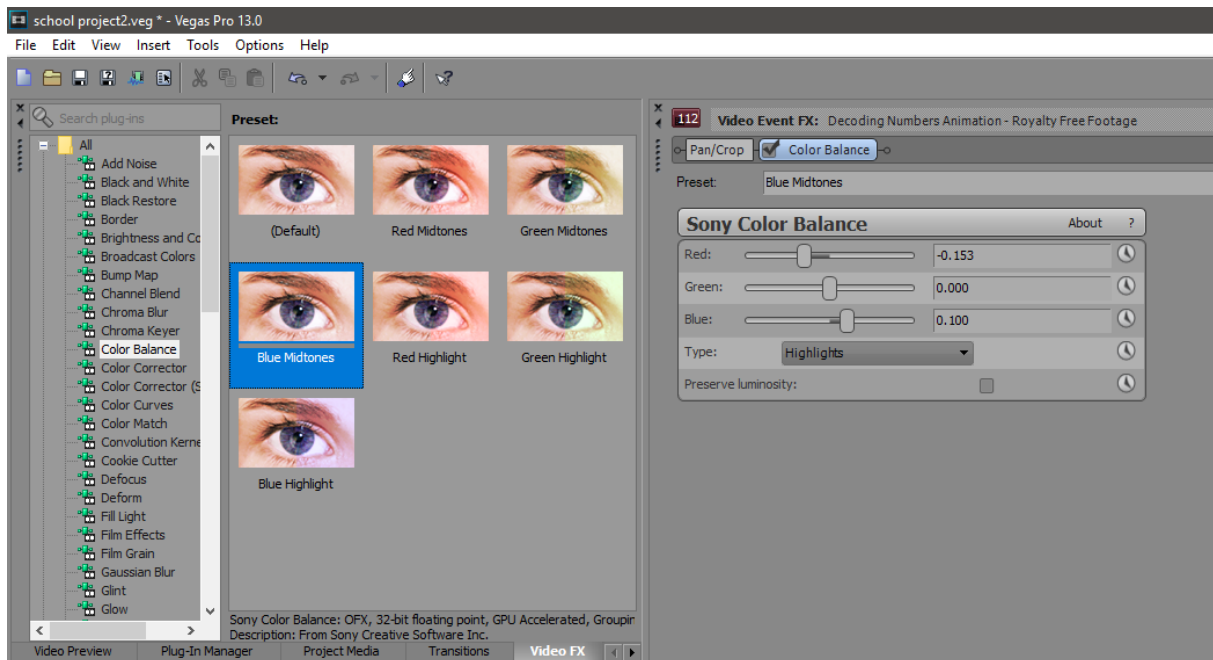 school project2.veg * - Vegas Pro 13.0
File Edit View Insert Tools Options Help
Search plug-ins
All
Add Noise
Black and White
Black Restore
Border
Brightness and Co
Broadcast Colors
Bump Map
Channel Blend
Chroma Blur
Chroma Keyer
Color Balance
Color Corrector
Color Corrector (S
Color Curves
Color Match
Convolution Kerne
Cookie Cutter
Defocus
Deform
Fill Light
Film Effects
Film Grain
Gaussian Blur
Glint
Glow
Preset:
(Default) Red Midtones Green Midtones
Blue Midtones Red Highlight Green Highlight
Blue Highlight
Sony Color Balance: OFX, 32-bit floating point, GPU Accelerated, Groupin
Description: From Sony Creative Software Inc.
Video Preview Plug-In Manager Project Media Transitions Video FX
112 Video Event FX: Decoding Numbers Animation - Royalty Free Footage
Pan/Crop Color Balance
Preset: Blue Midtones
Sony Color Balance About ?
Red: -0.153
Green: 0.000
Blue: 0.100
Type: Highlights
Preserve luminosity: